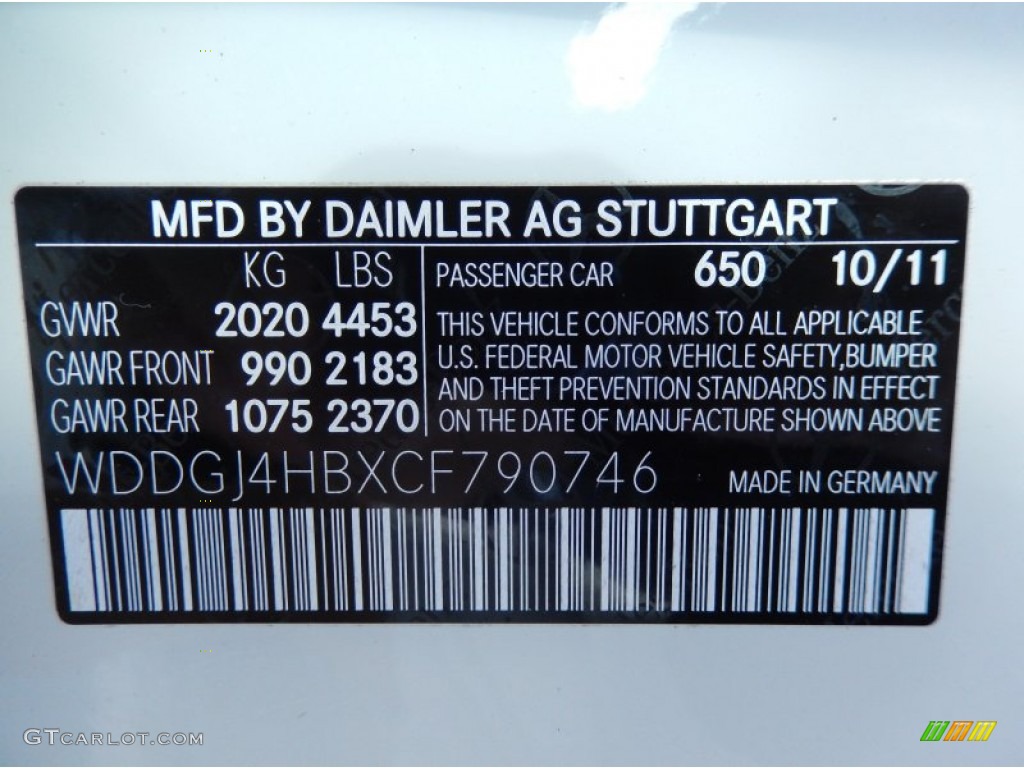 MFD BY DAIMLER AG STUTTGART
KG LBS
GVWR 2020 4453
GAWR FRONT 990 2183
GAWR REAR 1075 2370
PASSENGER CAR 650 10/11
THIS VEHICLE CONFORMS TO ALL APPLICABLE
U.S. FEDERAL MOTOR VEHICLE SAFETY,BUMPER
AND THEFT PREVENTION STANDARDS IN EFFECT
ON THE DATE OF MANUFACTURE SHOWN ABOVE
WDDGJ4HBXCF790746 MADE IN GERMANY
GTCARLOT.COM